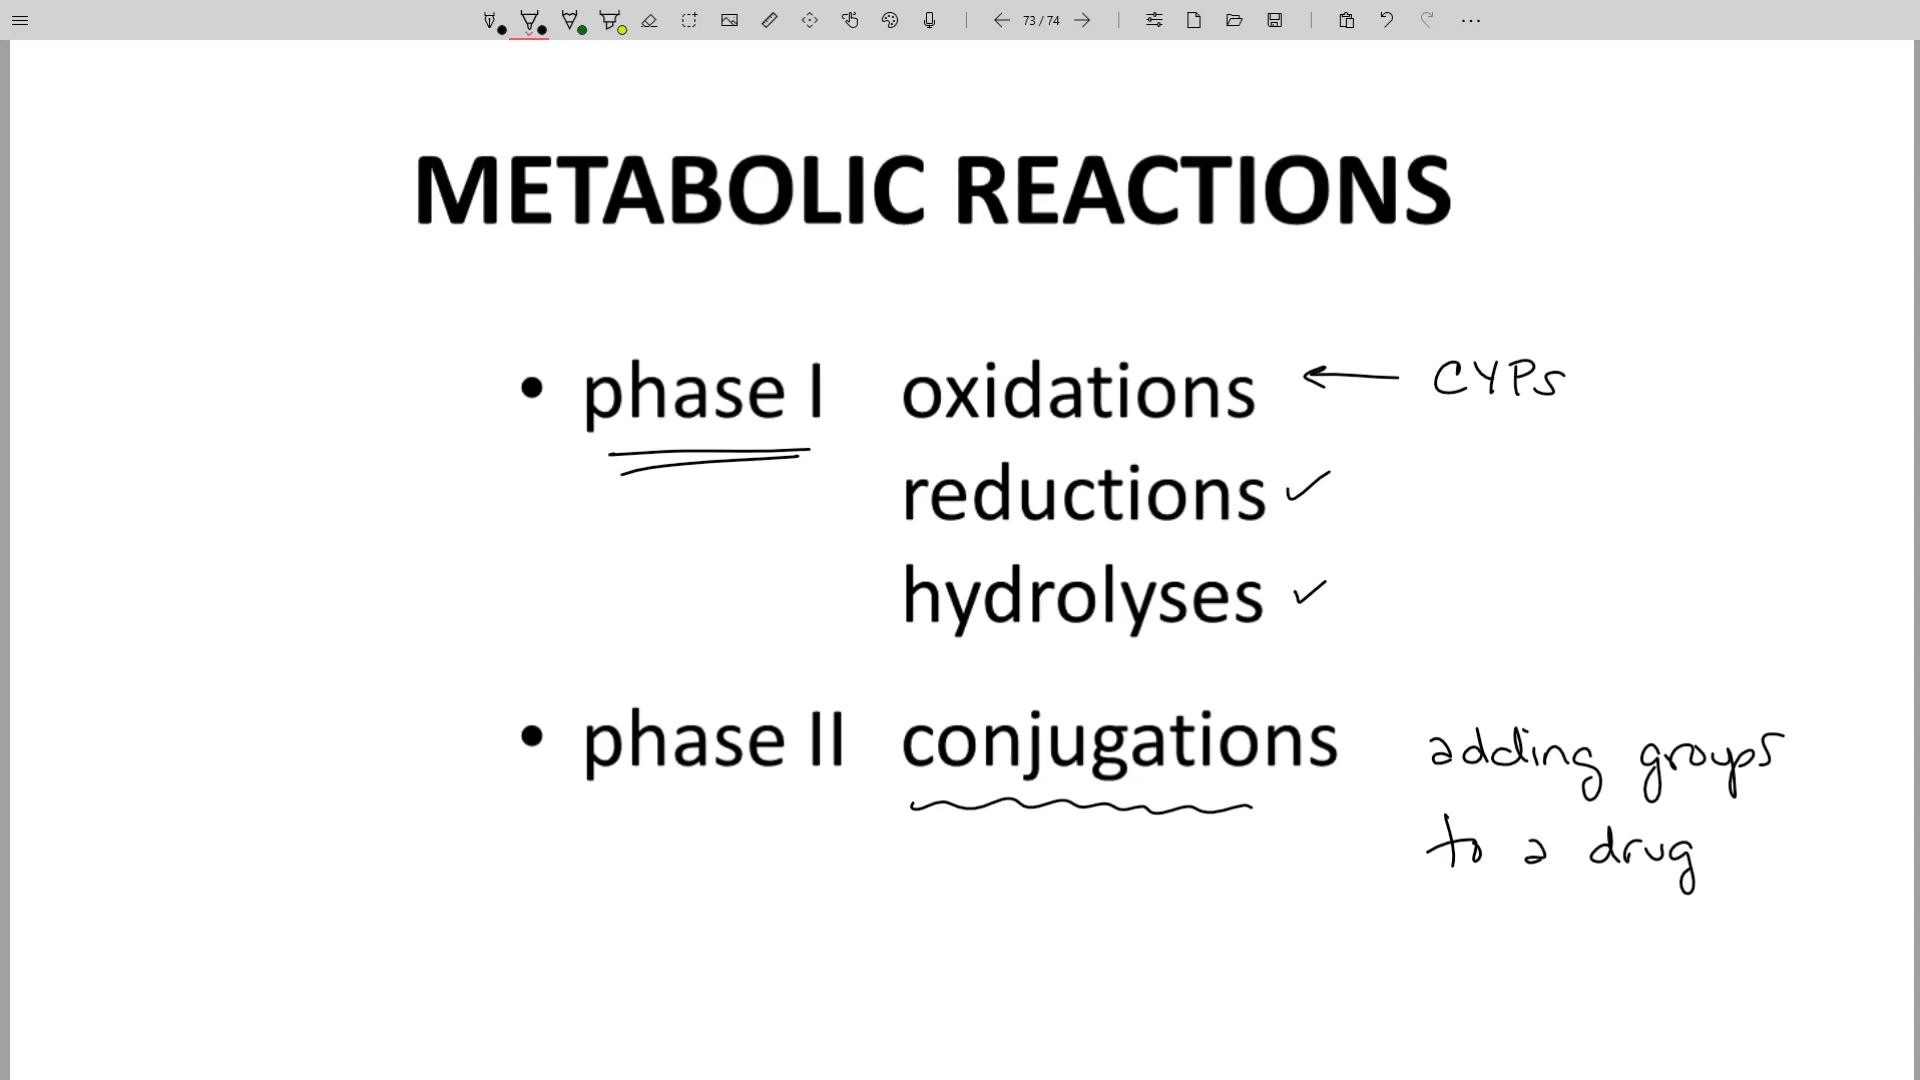 73 / 74
METABOLIC REACTIONS
• phase I oxidations ← CYPs
reductions ✓
hydrolyses ✓
• phase II conjugations adding groups
to a drug